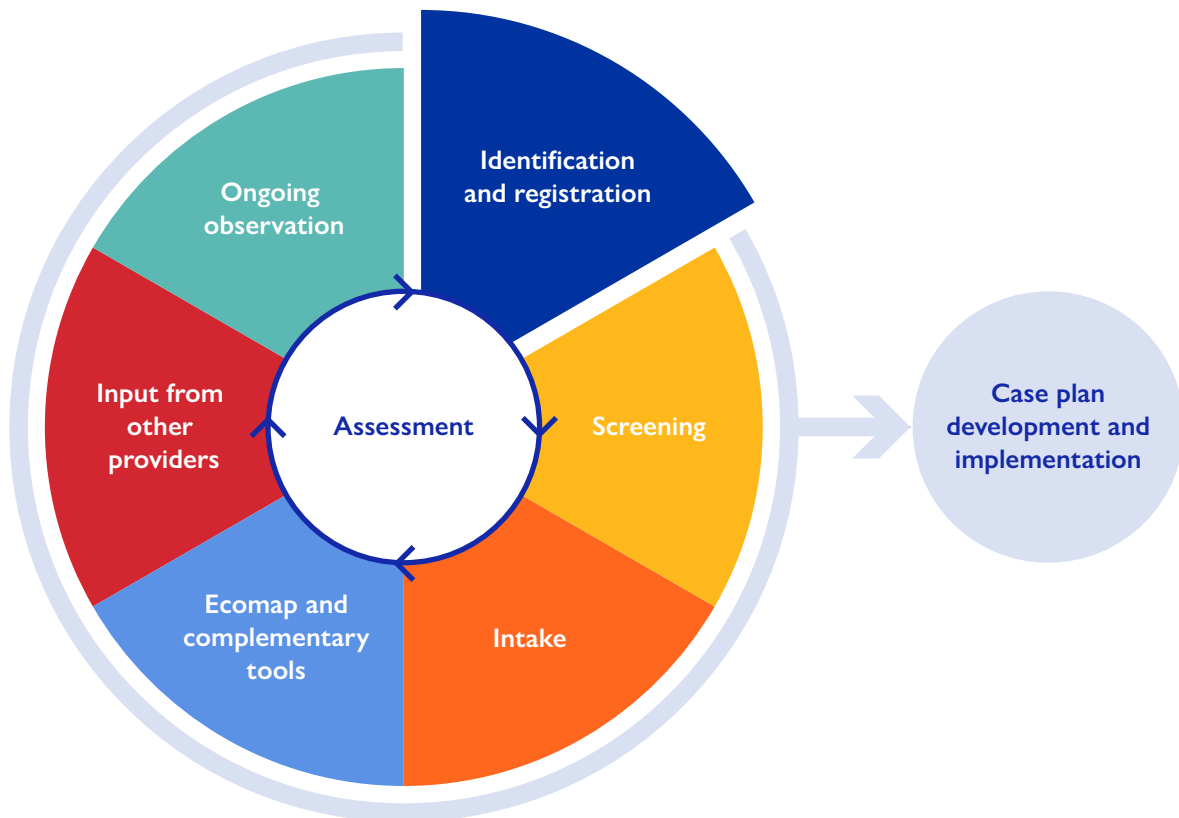 Identification
and registration
Screening
Intake
Ecomap and
complementary
tools
Input from
other
providers
Ongoing
observation
Assessment
Case plan
development and
implementation